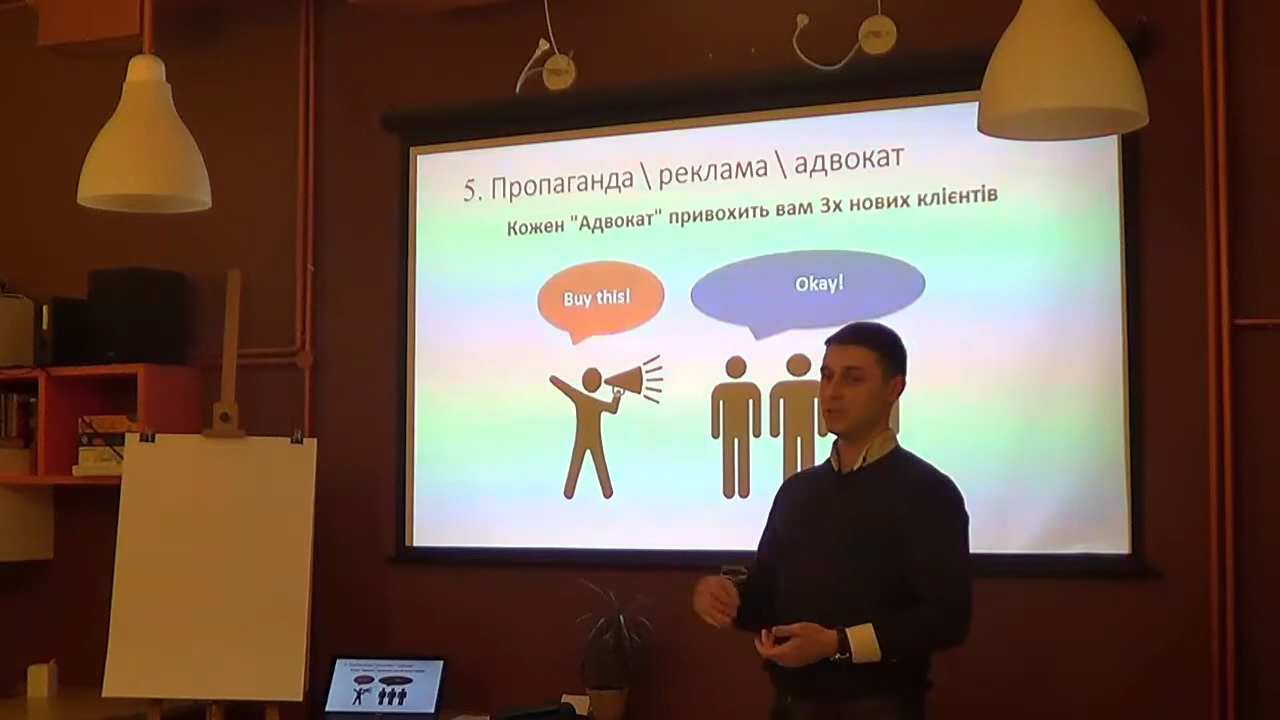 5. Пропаганда \ реклама \ адвокат
Кожен "Адвокат" привохить вам 3х нових клієнтів
Buy this!
Okay!